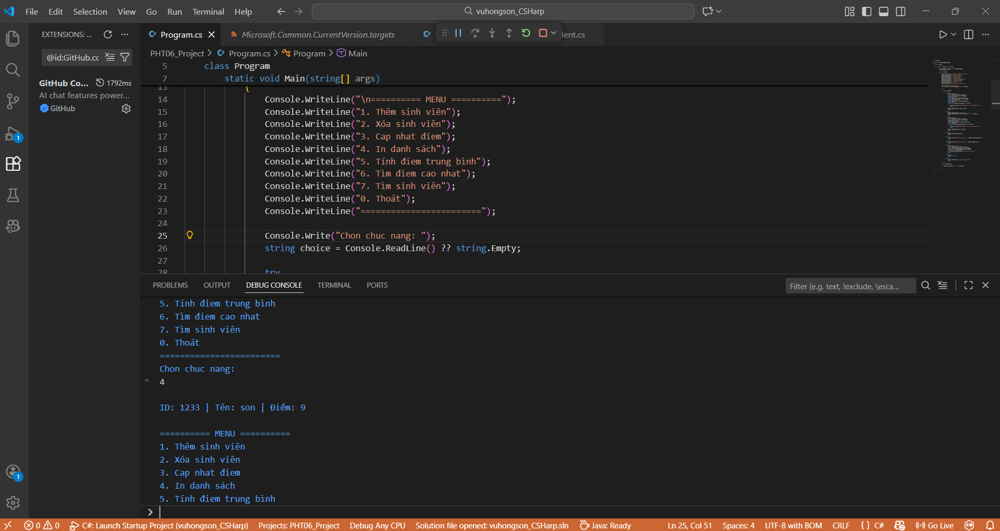 File Edit Selection View Go Run Terminal Help
vuhongson_CSHarp
EXTENSIONS: ...
@id:GitHub.cc
GitHub Co... 1792ms
AI chat features power...
GitHub
Program.cs
Microsoft.Common.CurrentVersion.targets
lent.cs
PHT06_Project > Program.cs > Program > Main
5 class Program
7 static void Main(string[] args)
13 {
14 Console.WriteLine("\n========== MENU ==========");
15 Console.WriteLine("1. Thêm sinh viên");
16 Console.WriteLine("2. Xóa sinh viên");
17 Console.WriteLine("3. Cap nhat điem");
18 Console.WriteLine("4. In danh sách");
19 Console.WriteLine("5. Tính điem trung bình");
20 Console.WriteLine("6. Tìm điem cao nhat");
21 Console.WriteLine("7. Tìm sinh viên");
22 Console.WriteLine("0. Thoát");
23 Console.WriteLine("========================");
24
25 Console.Write("Chon chuc nang: ");
26 string choice = Console.ReadLine() ?? string.Empty;
27
28 try
PROBLEMS OUTPUT DEBUG CONSOLE TERMINAL PORTS
Filter (e.g. text, !exclude, \esca...
5. Tính điem trung bình
6. Tìm điem cao nhat
7. Tìm sinh viên
0. Thoát
========================
Chon chuc nang:
4
ID: 1233 | Tên: son | Điểm: 9
========== MENU ==========
1. Thêm sinh viên
2. Xóa sinh viên
3. Cap nhat điem
4. In danh sách
5. Tính điem trung bình
1
1
0 0 C#: Launch Startup Project (vuhongson_CSHarp) Projects: PHT06_Project Debug Any CPU Solution file opened: vuhongson_CSHarp.sln Java: Ready Ln 25, Col 51 Spaces: 4 UTF-8 with BOM CRLF {} C# Go Live